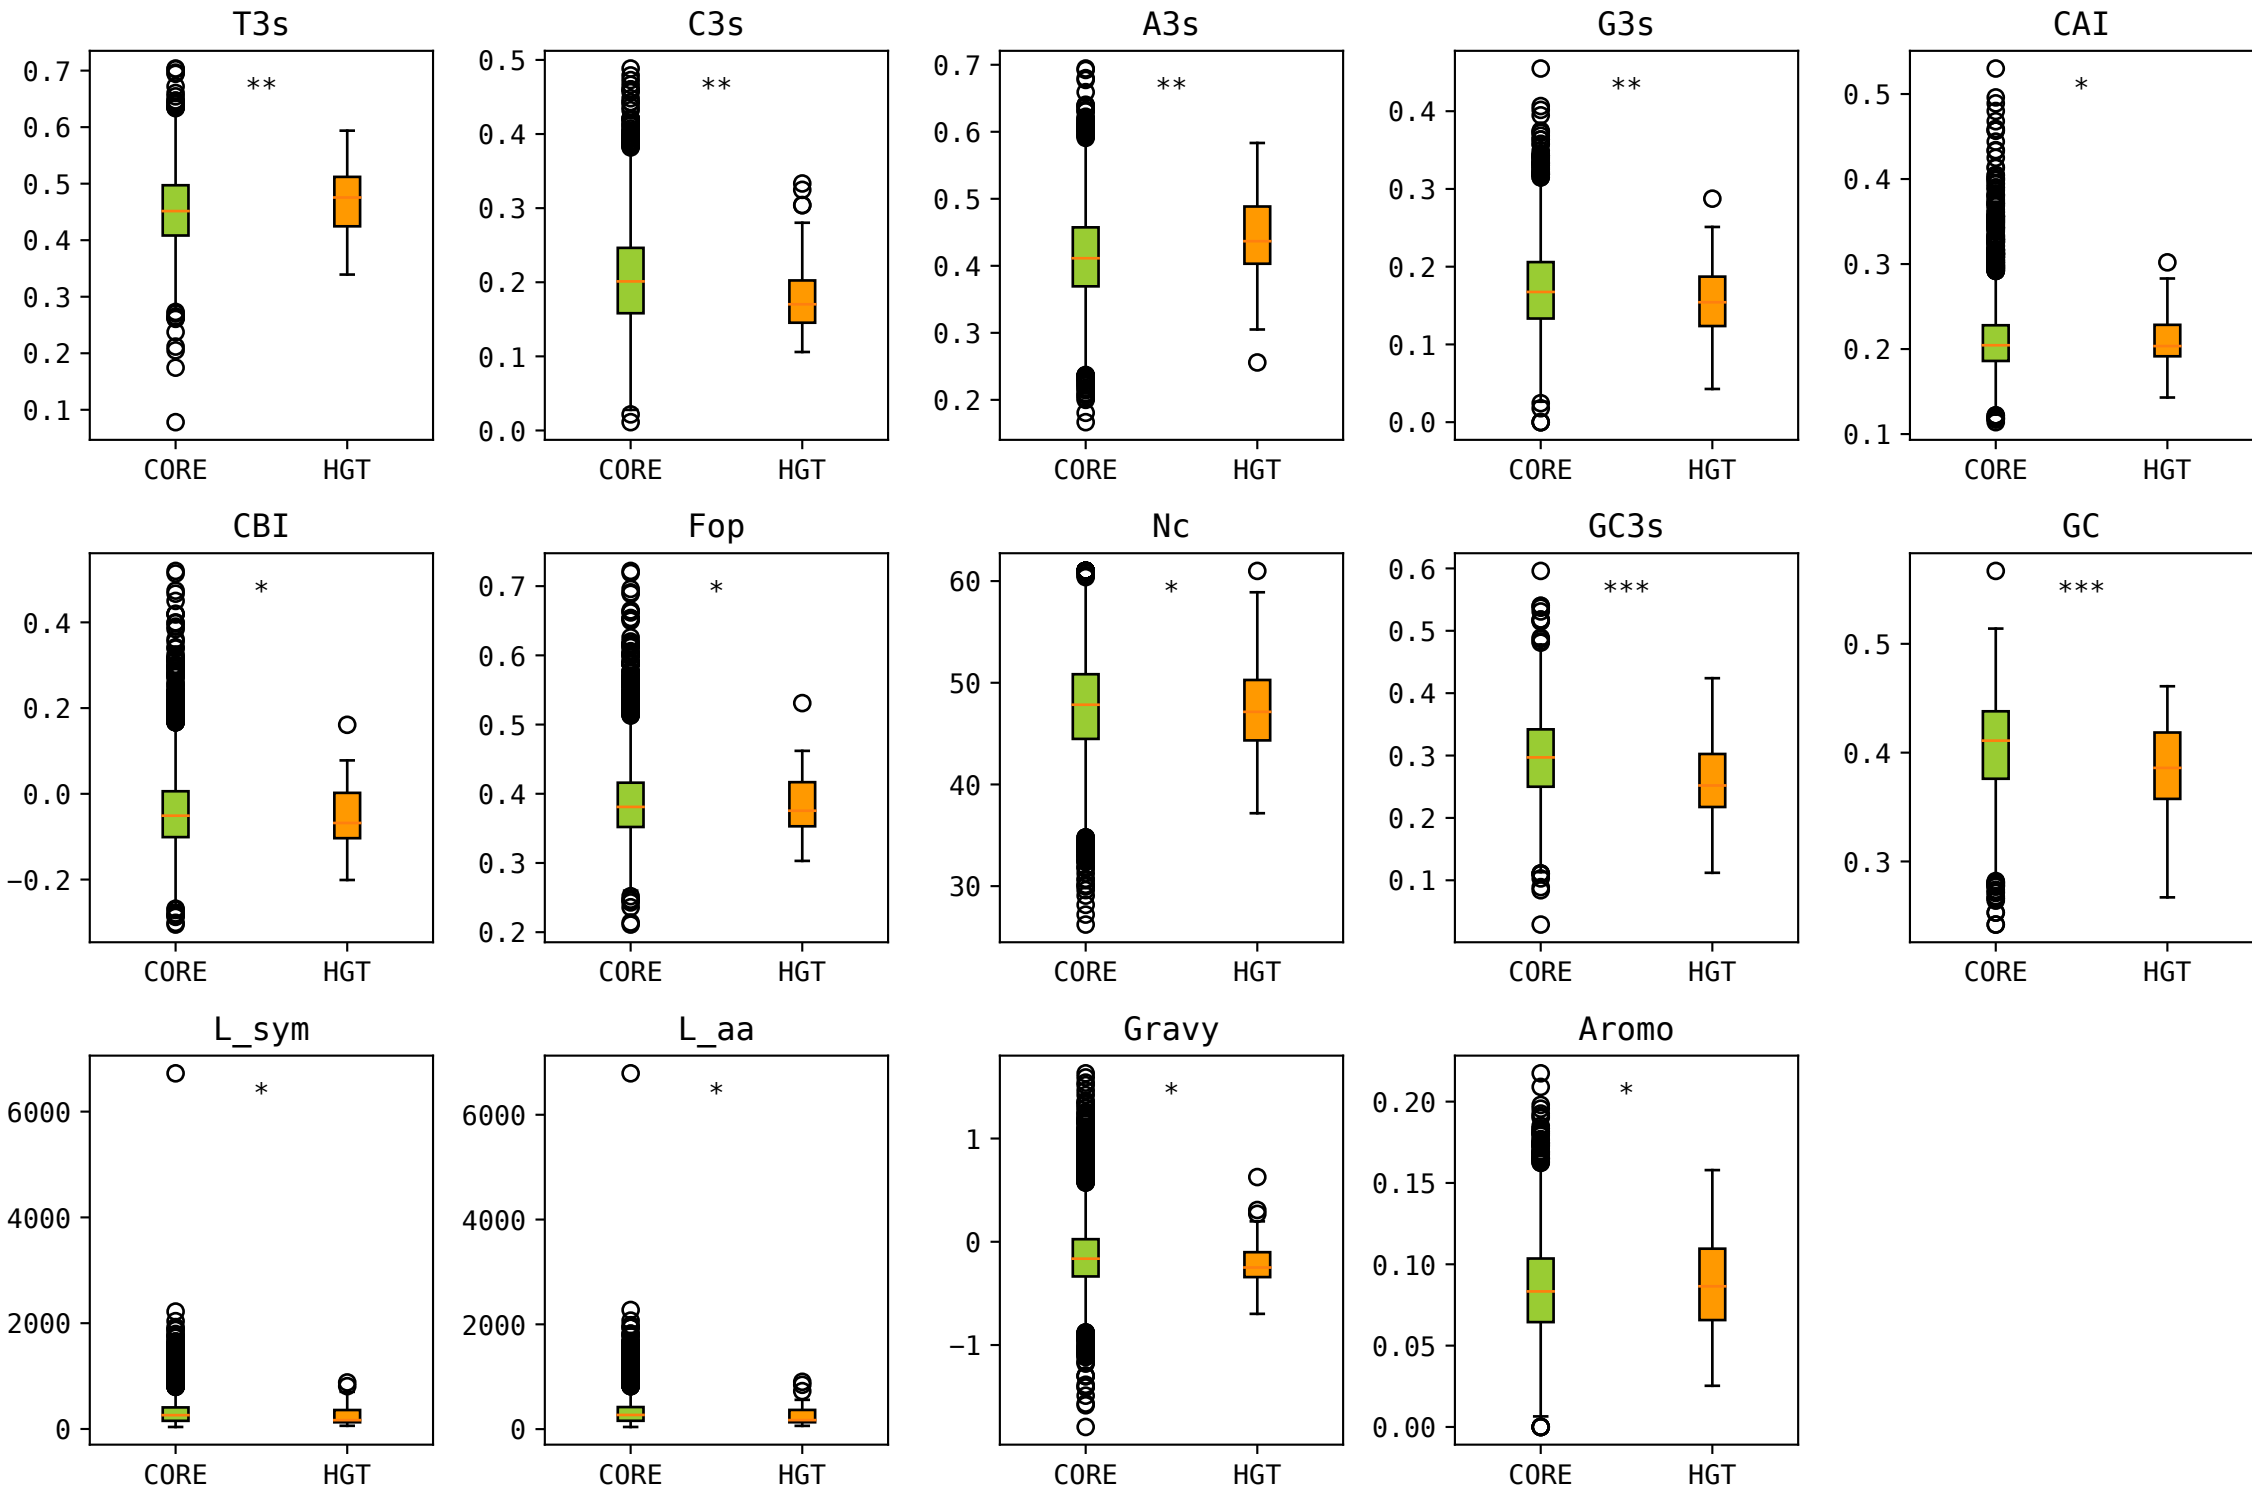 T3s C3s A3s G3s CAI
0.7 0.6 0.5 0.4 0.3 0.2 0.1
**
CORE HGT
0.5 0.4 0.3 0.2 0.1 0.0
**
CORE HGT
0.7 0.6 0.5 0.4 0.3 0.2
**
CORE HGT
0.4 0.3 0.2 0.1 0.0
**
CORE HGT
0.5 0.4 0.3 0.2 0.1
*
CORE HGT
CBI Fop Nc GC3s GC
0.4 0.2 0.0 −0.2
*
CORE HGT
0.7 0.6 0.5 0.4 0.3 0.2
*
CORE HGT
60 50 40 30
*
CORE HGT
0.6 0.5 0.4 0.3 0.2 0.1
***
CORE HGT
0.5 0.4 0.3
***
CORE HGT
L_sym L_aa Gravy Aromo
6000 4000 2000 0
*
CORE HGT
6000 4000 2000 0
*
CORE HGT
1 0 −1
*
CORE HGT
0.20 0.15 0.10 0.05 0.00
*
CORE HGT